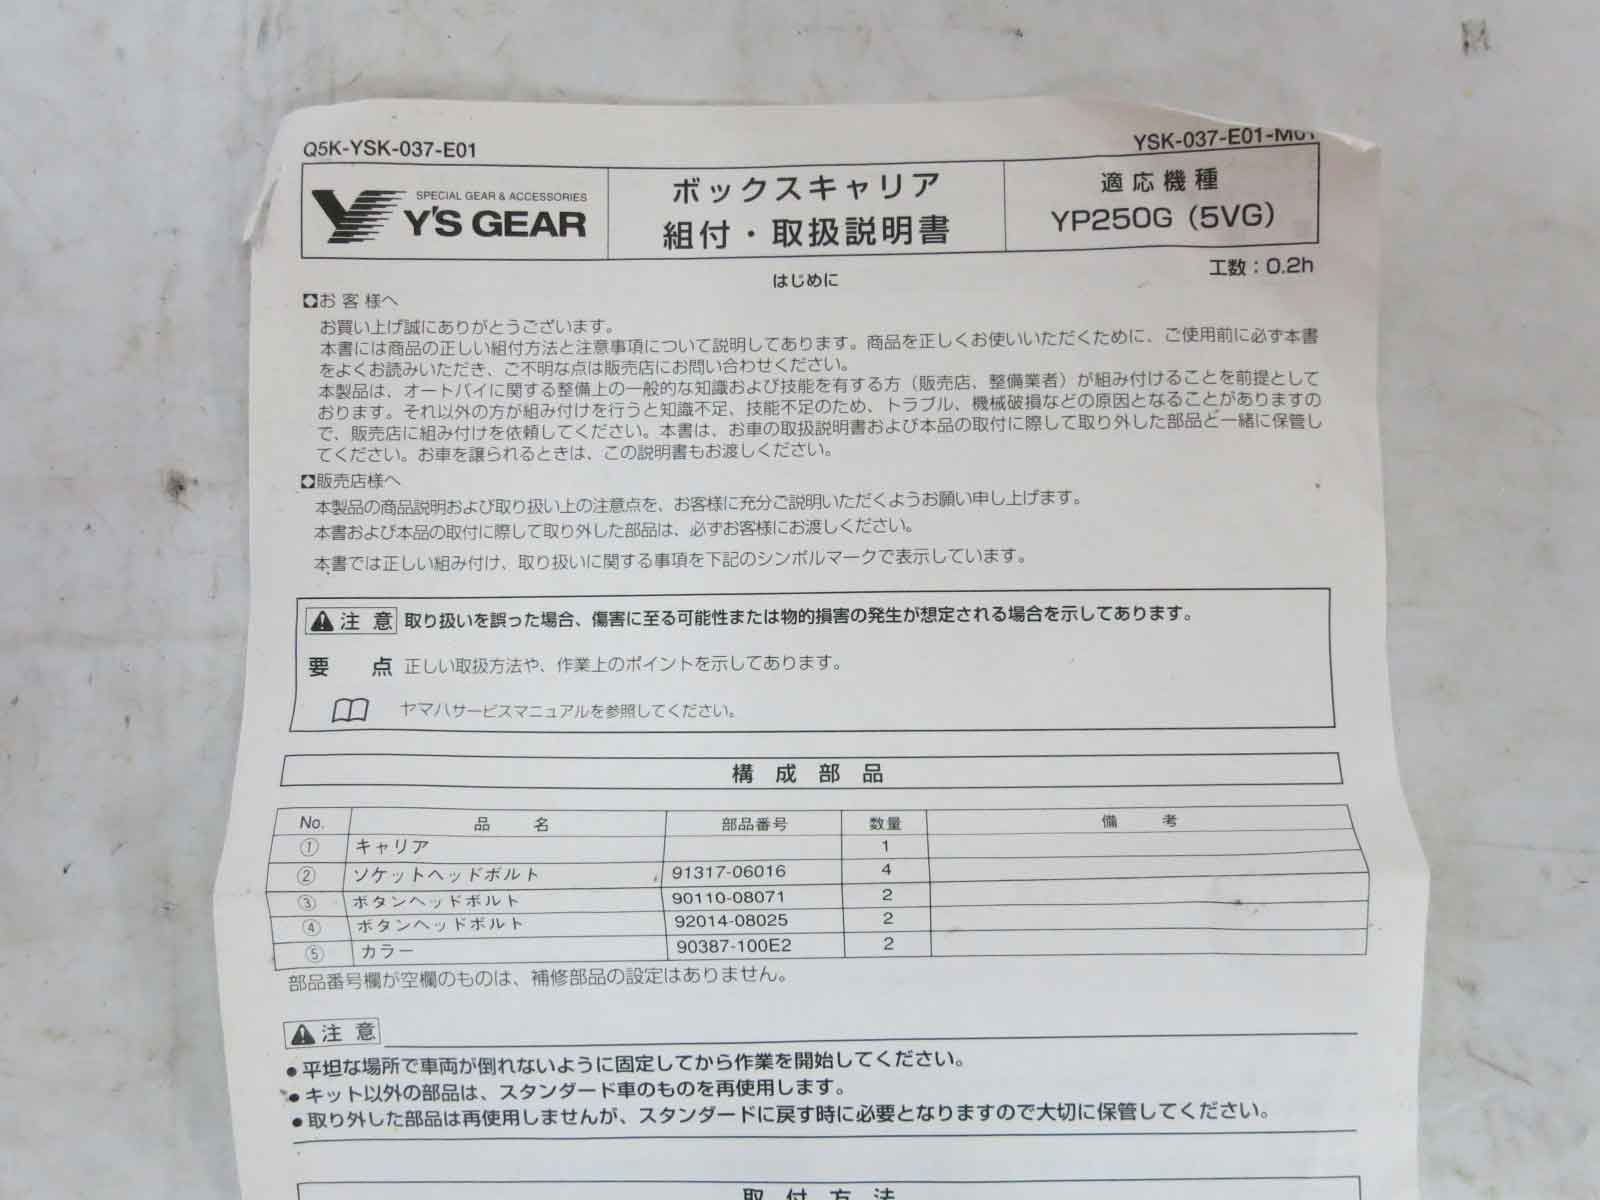 Q5K-YSK-037-E01
YSK-037-E01-M01
SPECIAL GEAR & ACCESSORIES
Y'S GEAR
ボックスキャリア
組付・取扱説明書
適応機種
YP250G (5VG)
工数：0.2h
はじめに
お客様へ
お買い上げ誠にありがとうございます。
本書には商品の正しい組付方法と注意事項について説明してあります。商品を正しくお使いいただくために、ご使用前に必ず本書
をよくお読みいただき、ご不明な点は販売店にお問い合わせください。
本製品は、オートバイに関する整備上の一般的な知識および技能を有する方（販売店、整備業者）が組み付けることを前提として
おります。それ以外の方が組み付けを行うと知識不足、技能不足のため、トラブル、機械破損などの原因となることがありますの
で、販売店に組み付けを依頼してください。本書は、お車の取扱説明書および本品の取付に際して取り外した部品と一緒に保管し
てください。お車を譲られるときは、この説明書もお渡しください。
販売店様へ
本製品の商品説明および取り扱い上の注意点を、お客様に充分ご説明いただくようお願い申し上げます。
本書および本品の取付に際して取り外した部品は、必ずお客様にお渡しください。
本書では正しい組み付け、取り扱いに関する事項を下記のシンボルマークで表示しています。
注意 取り扱いを誤った場合、傷害に至る可能性または物的損害の発生が想定される場合を示してあります。
要点 正しい取扱方法や、作業上のポイントを示してあります。
ヤマハサービスマニュアルを参照してください。
構成部品
No. 品名 部品番号 数量 備考
① キャリア 1
② ソケットヘッドボルト 91317-06016 4
③ ボタンヘッドボルト 90110-08071 2
④ ボタンヘッドボルト 92014-08025 2
⑤ カラー 90387-100E2 2
部品番号欄が空欄のものは、補修部品の設定はありません。
注意
●平坦な場所で車両が倒れないように固定してから作業を開始してください。
●キット以外の部品は、スタンダード車のものを再使用します。
●取り外した部品は再使用しませんが、スタンダードに戻す時に必要となりますので大切に保管してください。
取付方法